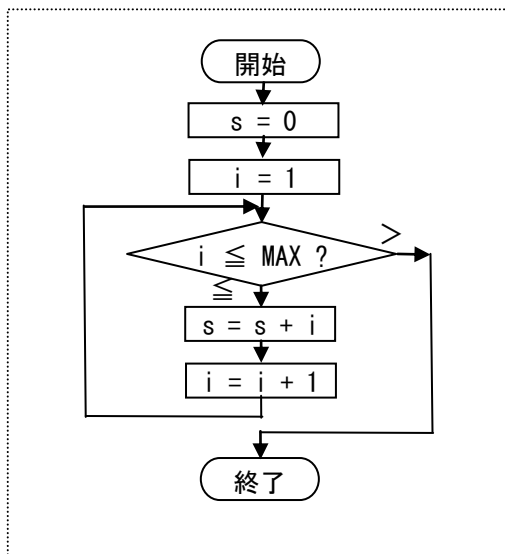 開始
s = 0
i = 1
>
i ≦ MAX ?
≦
s = s + i
i = i + 1
終了